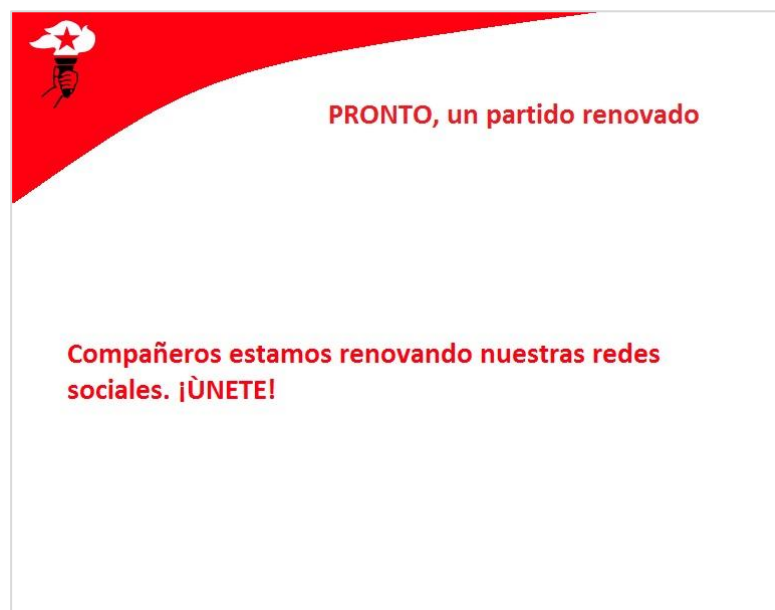 PRONTO, un partido renovado
Compañeros estamos renovando nuestras redes
sociales. ¡ÙNETE!